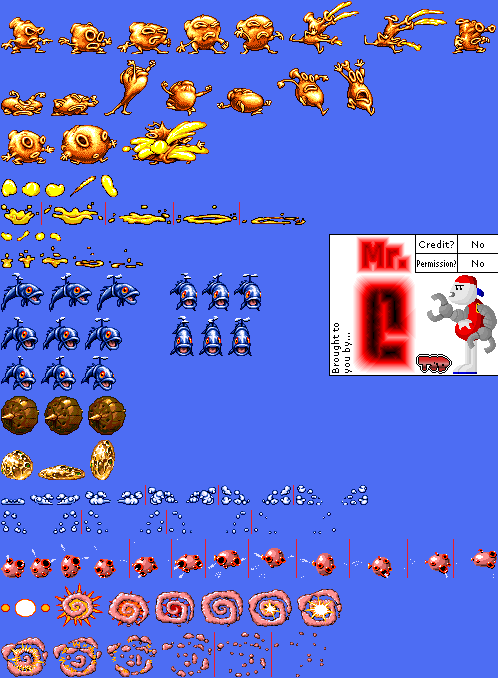 Mr.
C
Credit?
No
Permission?
No
Brought to
you by...